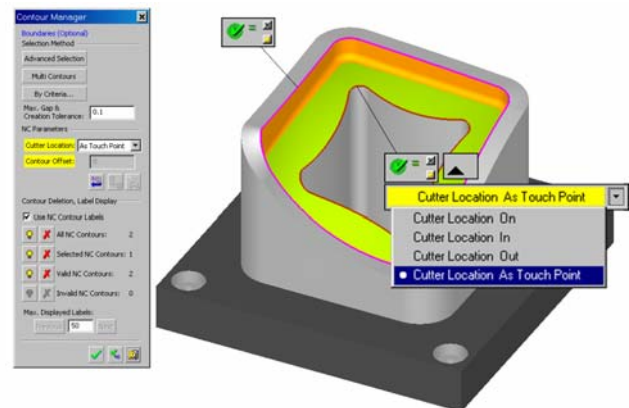 Contour Manager
Boundaries (Optional)
Selection Method
Advanced Selection
Multi Contours
By Criteria...
Max. Gap &
Creation Tolerance: 0.1
NC Parameters
Cutter Location: As Touch Point
Contour Offset:
Contour Deletion, Label Display
Use NC Contour Labels
All NC Contours: 2
Selected NC Contours: 1
Valid NC Contours: 2
Invalid NC Contours: 0
Max. Displayed Labels:
50
=
=
Cutter Location As Touch Point
Cutter Location On
Cutter Location In
Cutter Location Out
Cutter Location As Touch Point